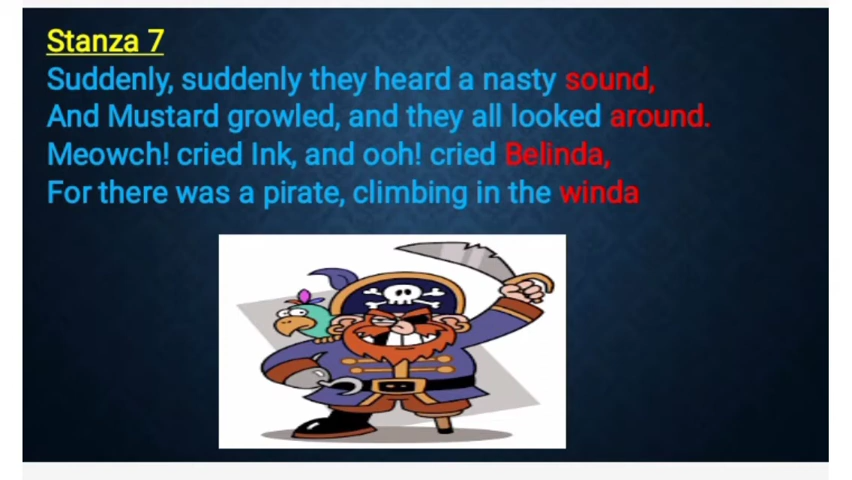 Stanza 7
Suddenly, suddenly they heard a nasty sound,
And Mustard growled, and they all looked around.
Meowch! cried Ink, and ooh! cried Belinda,
For there was a pirate, climbing in the winda